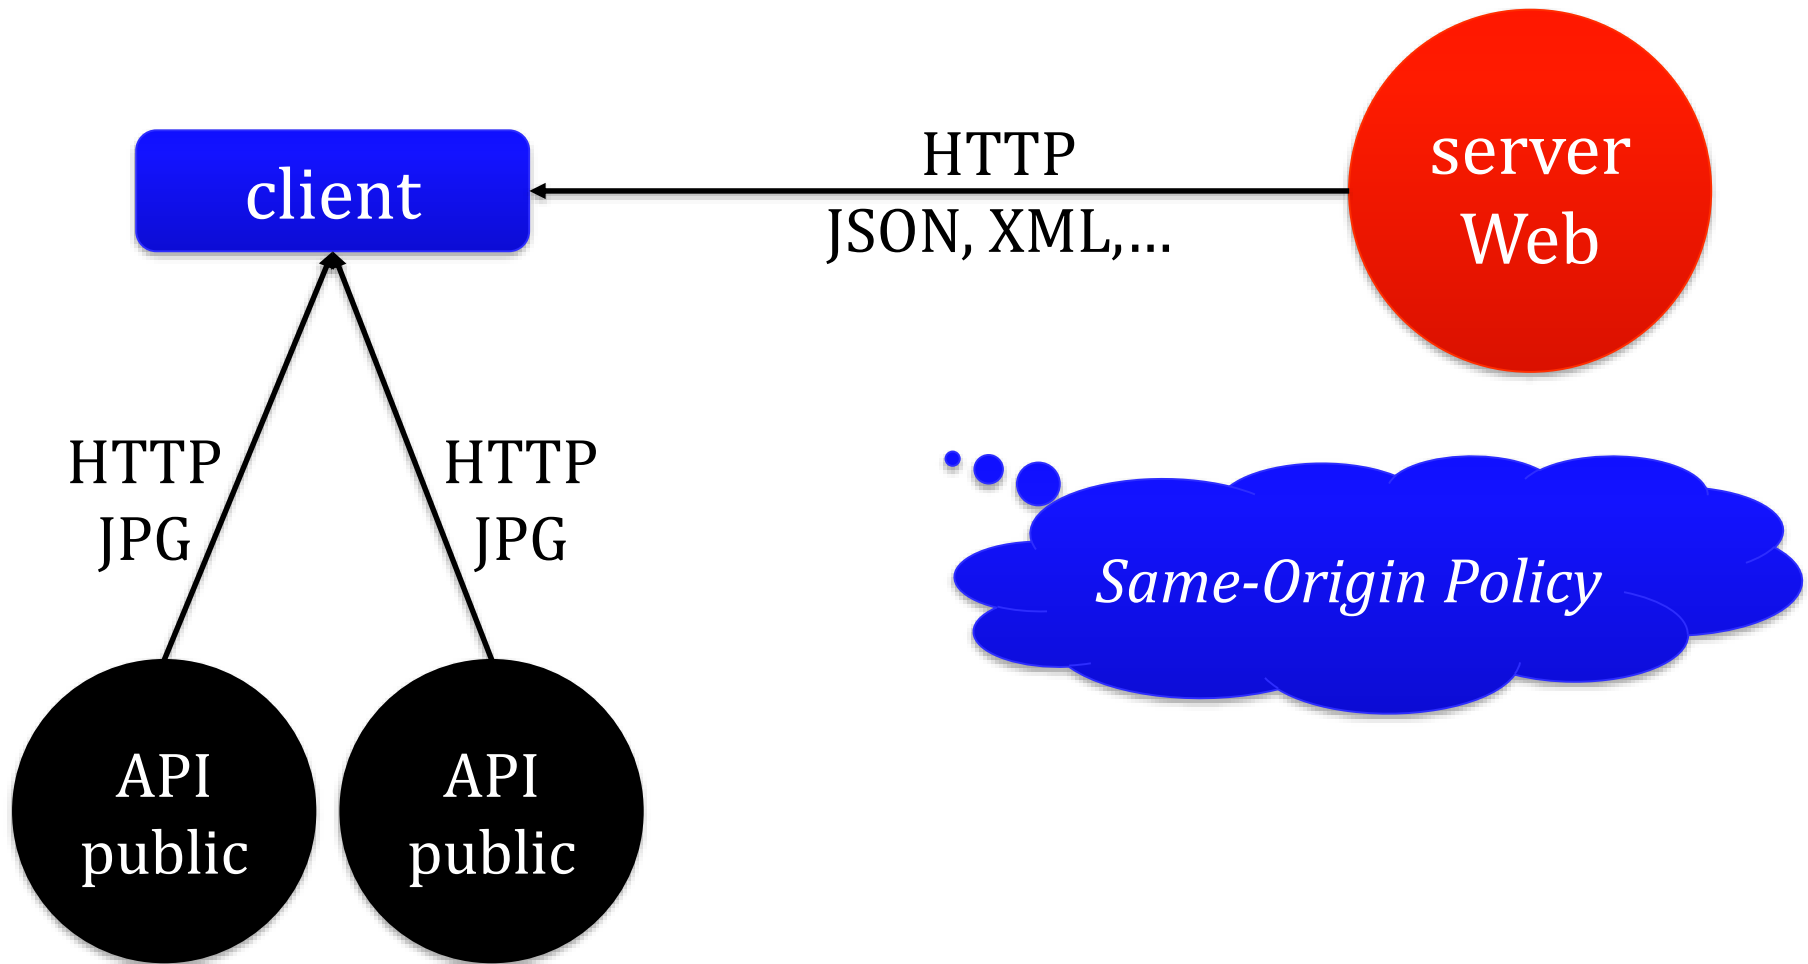 client
HTTP
JSON, XML,...
server
Web
HTTP
JPG
HTTP
JPG
Same-Origin Policy
API
public
API
public